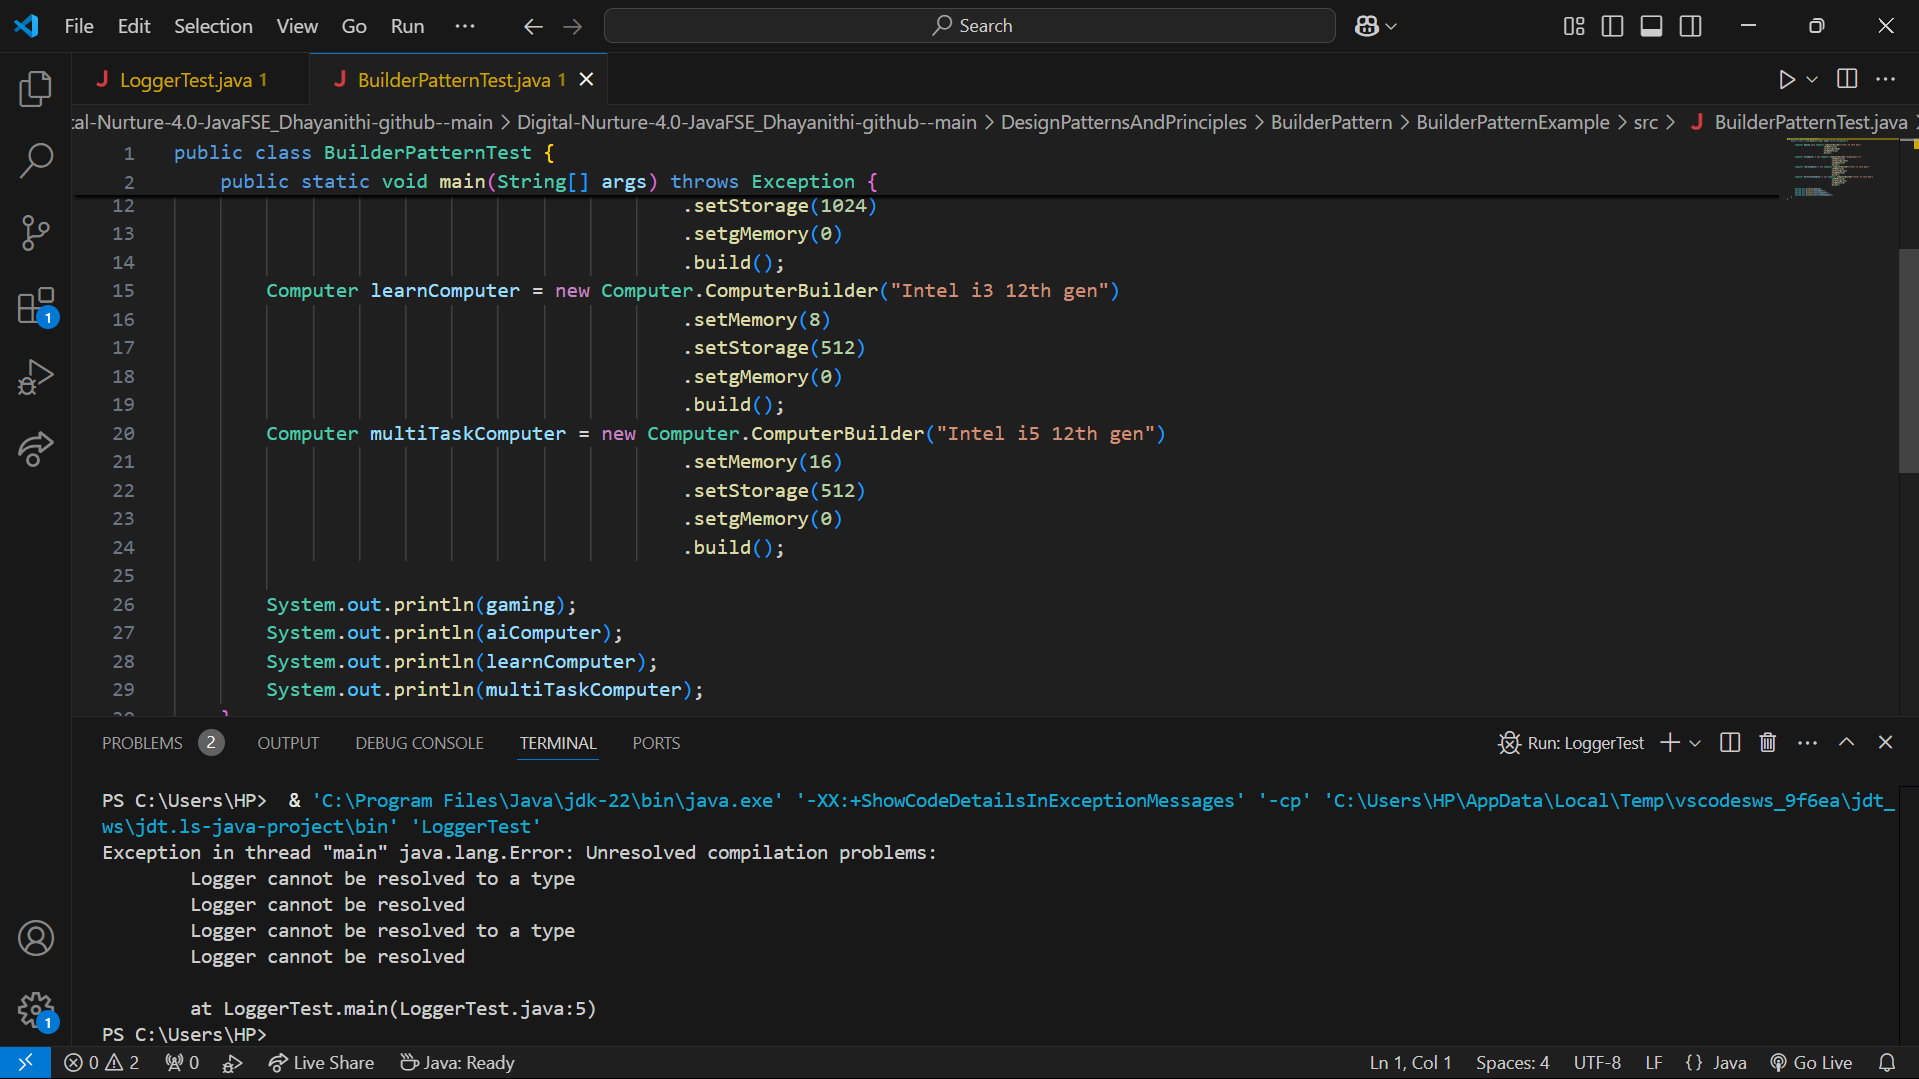 File Edit Selection View Go Run ··· Search
LoggerTest.java 1 BuilderPatternTest.java 1
tal-Nurture-4.0-JavaFSE_Dhayanithi-github--main > Digital-Nurture-4.0-JavaFSE_Dhayanithi-github--main > DesignPatternsAndPrinciples > BuilderPattern > BuilderPatternExample > src > BuilderPatternTest.java >
1 public class BuilderPatternTest {
2 public static void main(String[] args) throws Exception {
12 .setStorage(1024)
13 .setgMemory(0)
14 .build();
15 Computer learnComputer = new Computer.ComputerBuilder("Intel i3 12th gen")
16 .setMemory(8)
17 .setStorage(512)
18 .setgMemory(0)
19 .build();
20 Computer multiTaskComputer = new Computer.ComputerBuilder("Intel i5 12th gen")
21 .setMemory(16)
22 .setStorage(512)
23 .setgMemory(0)
24 .build();
25
26 System.out.println(gaming);
27 System.out.println(aiComputer);
28 System.out.println(learnComputer);
29 System.out.println(multiTaskComputer);
PROBLEMS 2 OUTPUT DEBUG CONSOLE TERMINAL PORTS Run: LoggerTest
PS C:\Users\HP> & 'C:\Program Files\Java\jdk-22\bin\java.exe' '-XX:+ShowCodeDetailsInExceptionMessages' '-cp' 'C:\Users\HP\AppData\Local\Temp\vscodesws_9f6ea\jdt_
ws\jdt.ls-java-project\bin' 'LoggerTest'
Exception in thread "main" java.lang.Error: Unresolved compilation problems:
Logger cannot be resolved to a type
Logger cannot be resolved
Logger cannot be resolved to a type
Logger cannot be resolved
at LoggerTest.main(LoggerTest.java:5)
PS C:\Users\HP>
0 2 0 Live Share Java: Ready Ln 1, Col 1 Spaces: 4 UTF-8 LF {} Java Go Live
1
1